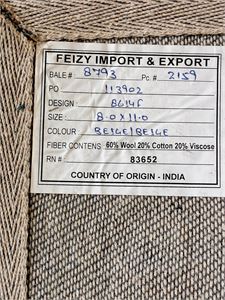 FEIZY IMPORT & EXPORT
BALE # 8793 Pc. # 2159
PO 113902
DESIGN :
SIZE : 8.0X11.0
COLOUR : BEIGE/BEIGE
FIBER CONTENS 60% Wool 20% Cotton 20% Viscose
RN # 83652
COUNTRY OF ORIGIN - INDIA